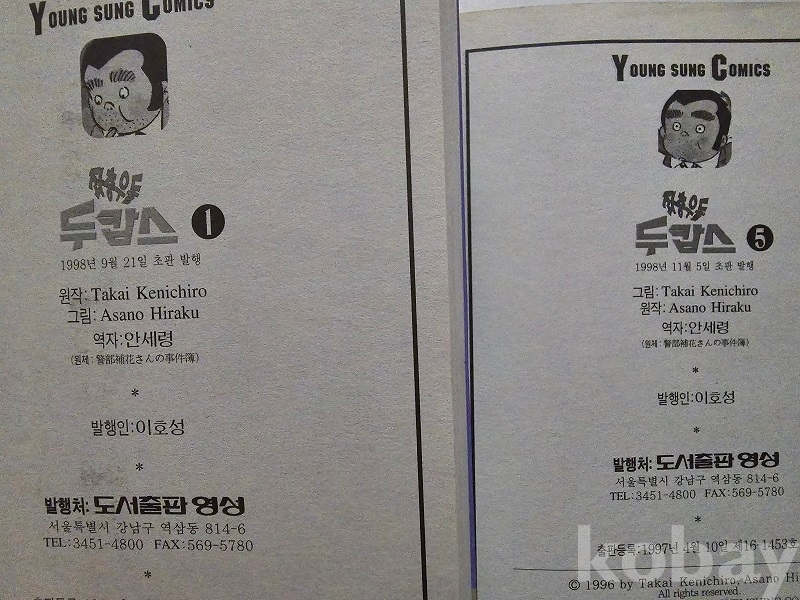 YOUNG SUNG COMICS
두캅스 1
1998년 9월 21일 초판 발행
원작: Takai Kenichiro
그림: Asano Hiraku
역자: 안세령
(원제: 警部補花さんの事件簿)
*
발행인:이호성
*
발행처: 도서출판 영성
서울특별시 강남구 역삼동 814-6
TEL:3451-4800 FAX:569-5780
*
YOUNG SUNG COMICS
두캅스 5
1998년 11월 5일 초판 발행
그림: Takai Kenichiro
원작: Asano Hiraku
역자: 안세령
(원제: 警部補花さんの事件簿)
*
발행인:이호성
*
발행처: 도서출판 영성
서울특별시 강남구 역삼동 814-6
TEL:3451-4800 FAX:569-5780
*
출판등록:1997년 4월 10일 제16-1453호
© 1996 by Takai Kenichiro, Asano Hi
All rights reserved.
kobay